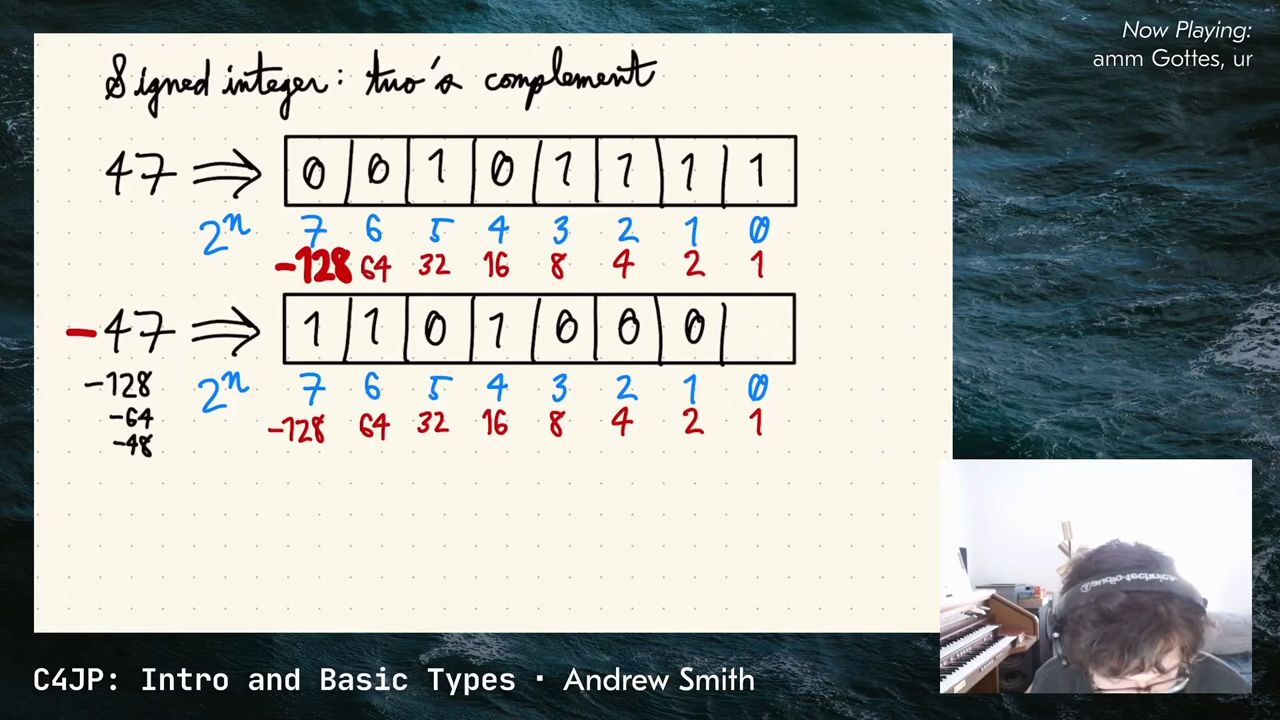 Now Playing:
amm Gottes, ur
Signed integer: two's complement
47 ⇒ 0 0 1 0 1 1 1 1
2ⁿ 7 6 5 4 3 2 1 0
-128 64 32 16 8 4 2 1
-47 ⇒ 1 1 0 1 0 0 0
-128 2ⁿ 7 6 5 4 3 2 1 0
-64 -128 64 32 16 8 4 2 1
-48
audio-technica
C4JP: Intro and Basic Types · Andrew Smith